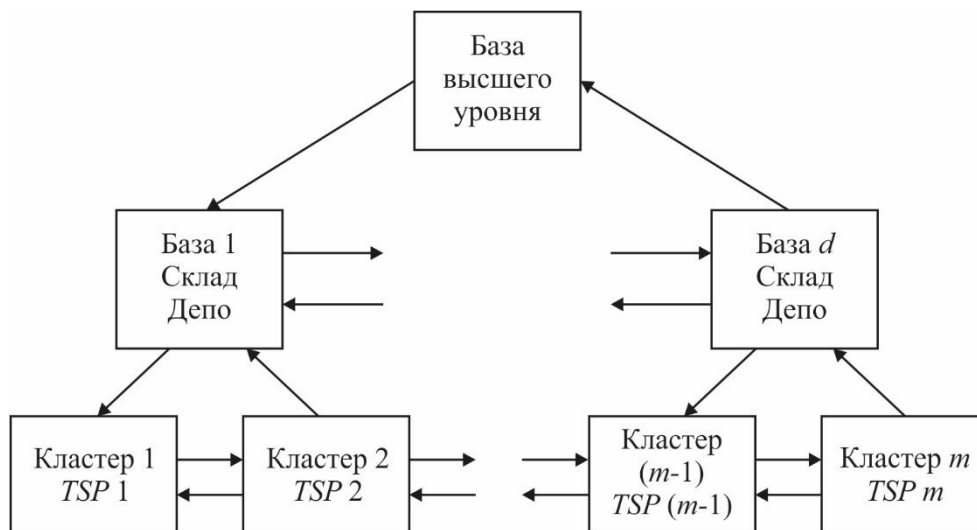 База
высшего
уровня
База 1
Склад
Депо
База d
Склад
Депо
Кластер 1
TSP 1
Кластер 2
TSP 2
Кластер
(m-1)
TSP (m-1)
Кластер m
TSP m